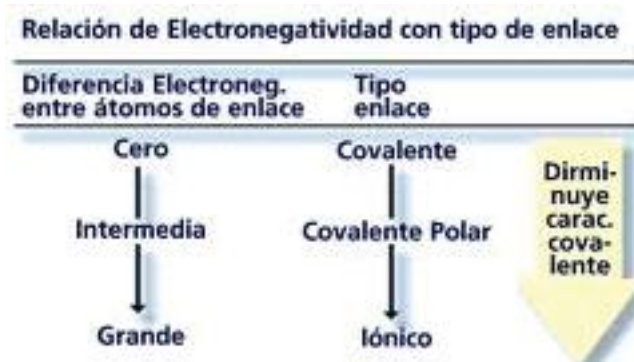 Relación de Electronegatividad con tipo de enlace
Diferencia Electroneg. Tipo
entre átomos de enlace enlace
Cero Covalente
Intermedia Covalente Polar
Grande Iónico
Dirmi-
nuye
carac.
cova-
lente